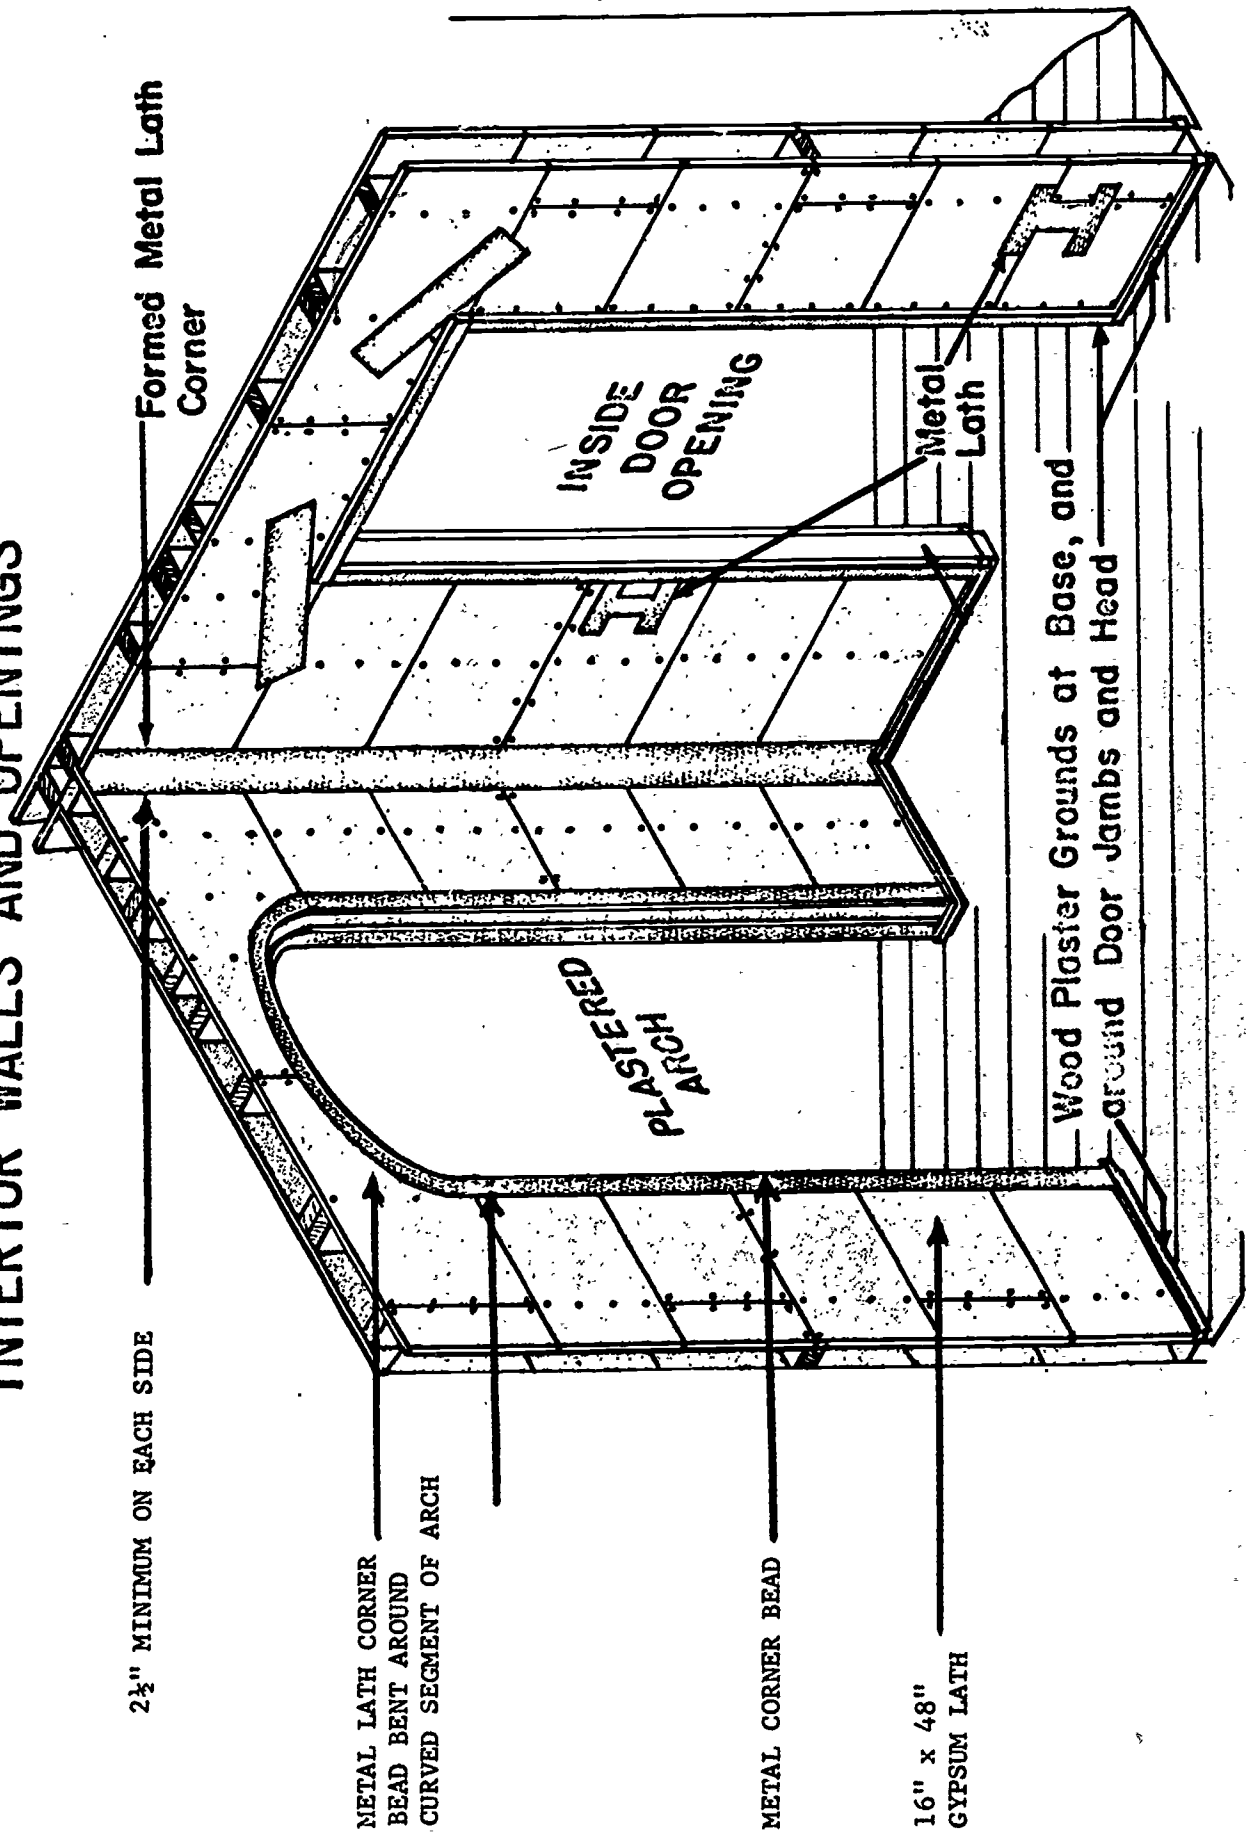 INTERIOR WALLS AND OPENINGS
2½" MINIMUM ON EACH SIDE
Formed Metal Lath
Corner
METAL LATH CORNER
BEAD BENT AROUND
CURVED SEGMENT OF ARCH
PLASTERED
ARCH
INSIDE
DOOR
OPENING
METAL CORNER BEAD
Metal
Lath
16" x 48"
GYPSUM LATH
Wood Plaster Grounds at Base, and
around Door Jambs and Head